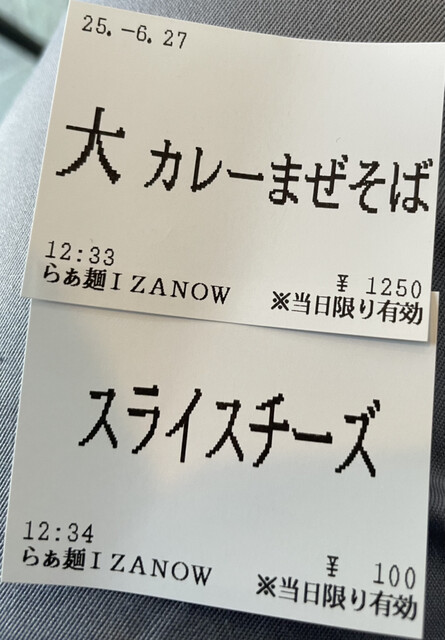 25.-6.27
大 カレーまぜそば
12:33
¥ 1250
らぁ麺IZANOW
※当日限り有効
スライスチーズ
12:34
¥ 100
らぁ麺IZANOW
※当日限り有効